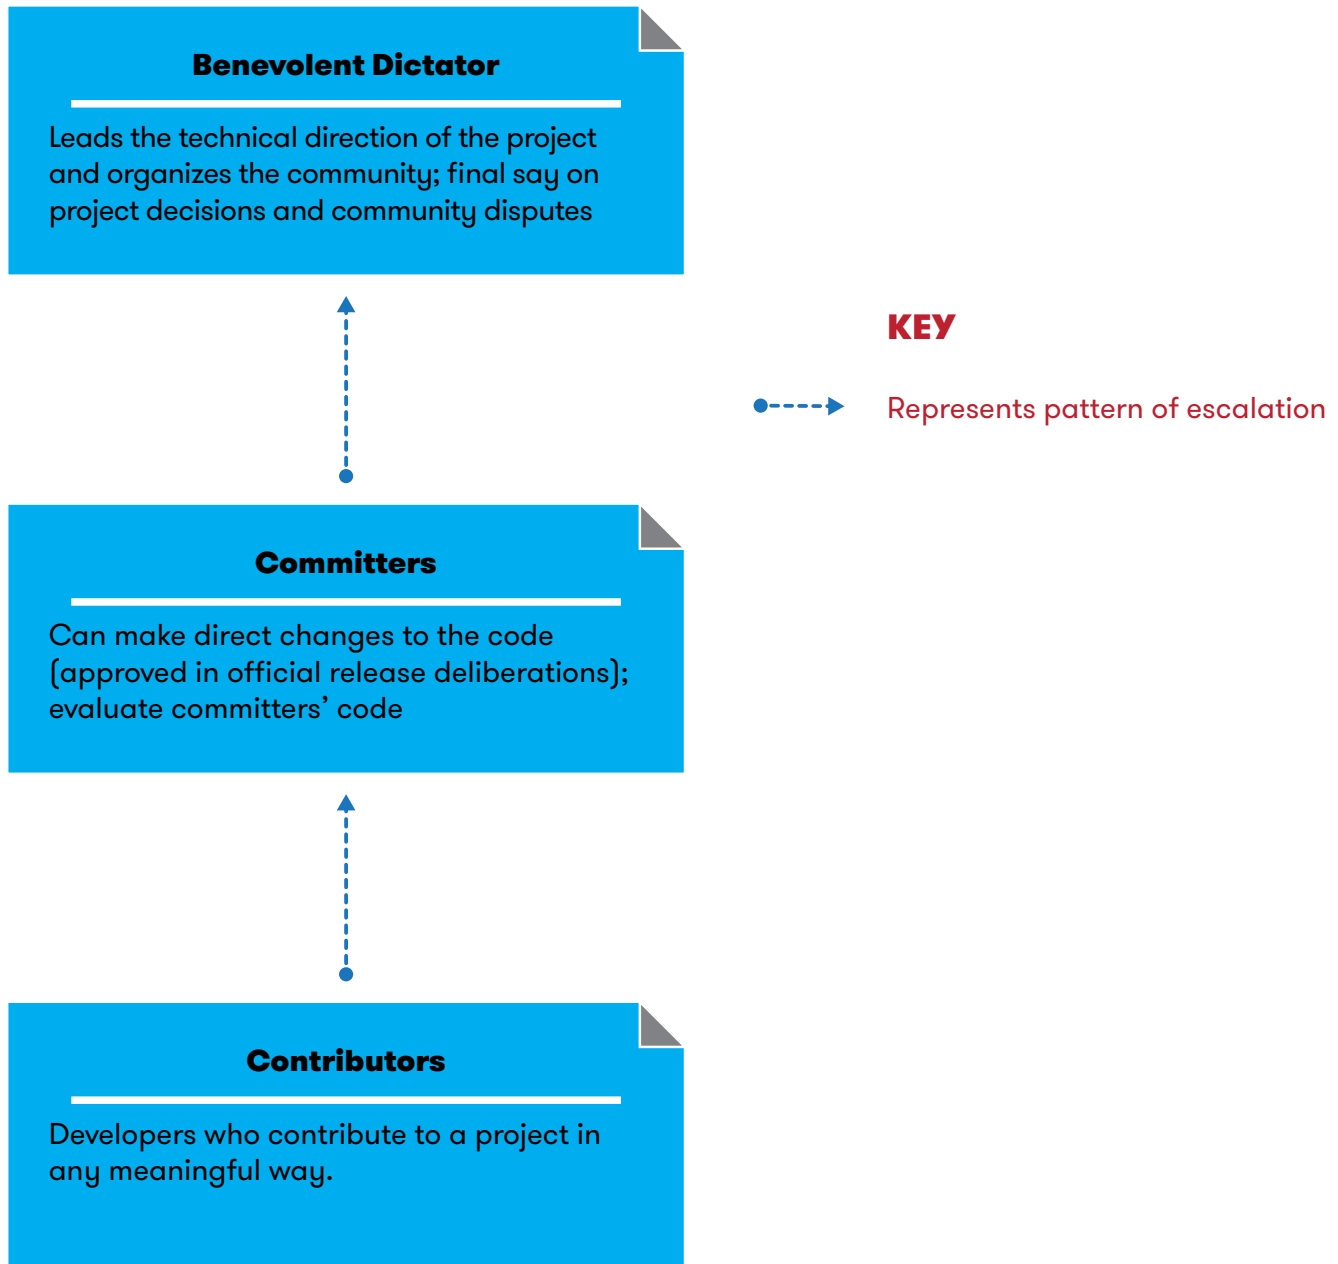 Benevolent Dictator
Leads the technical direction of the project
and organizes the community; final say on
project decisions and community disputes
KEY
Represents pattern of escalation
Committers
Can make direct changes to the code
(approved in official release deliberations);
evaluate committers’ code
Contributors
Developers who contribute to a project in
any meaningful way.